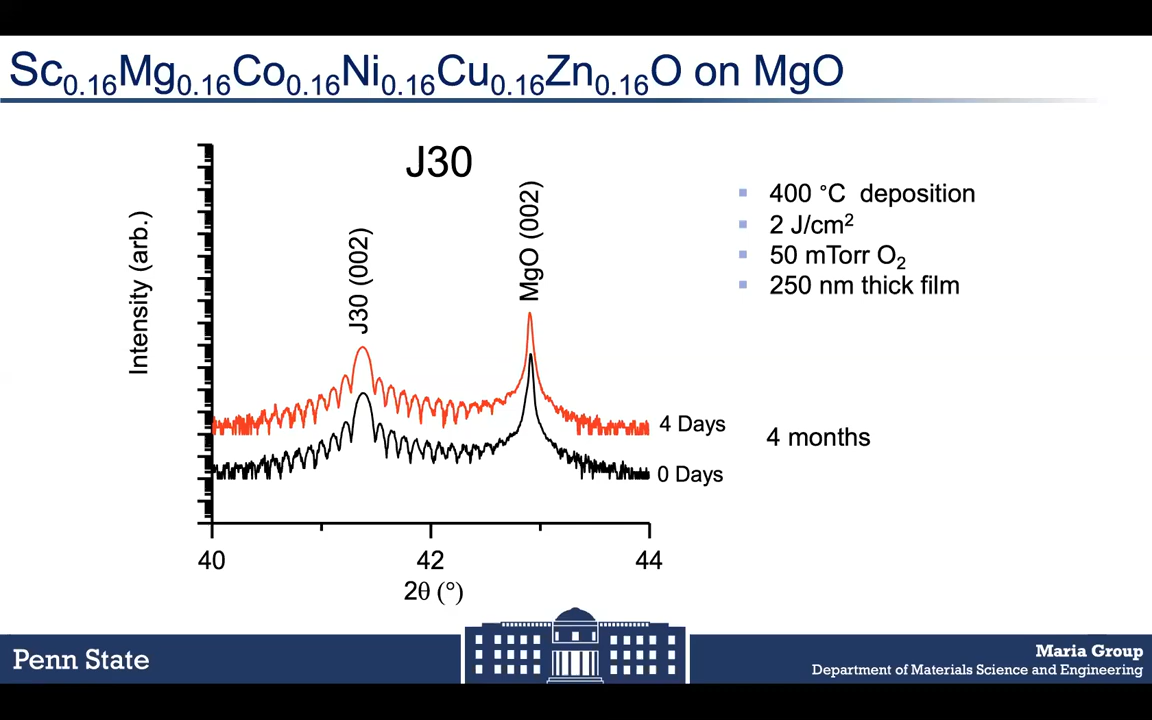 Sc₀.₁₆Mg₀.₁₆Co₀.₁₆Ni₀.₁₆Cu₀.₁₆Zn₀.₁₆O on MgO
J30
Intensity (arb.)
J30 (002)
MgO (002)
4 Days
0 Days
40
42
44
2θ (°)
400 °C deposition
2 J/cm²
50 mTorr O₂
250 nm thick film
4 months
Penn State
Maria Group
Department of Materials Science and Engineering